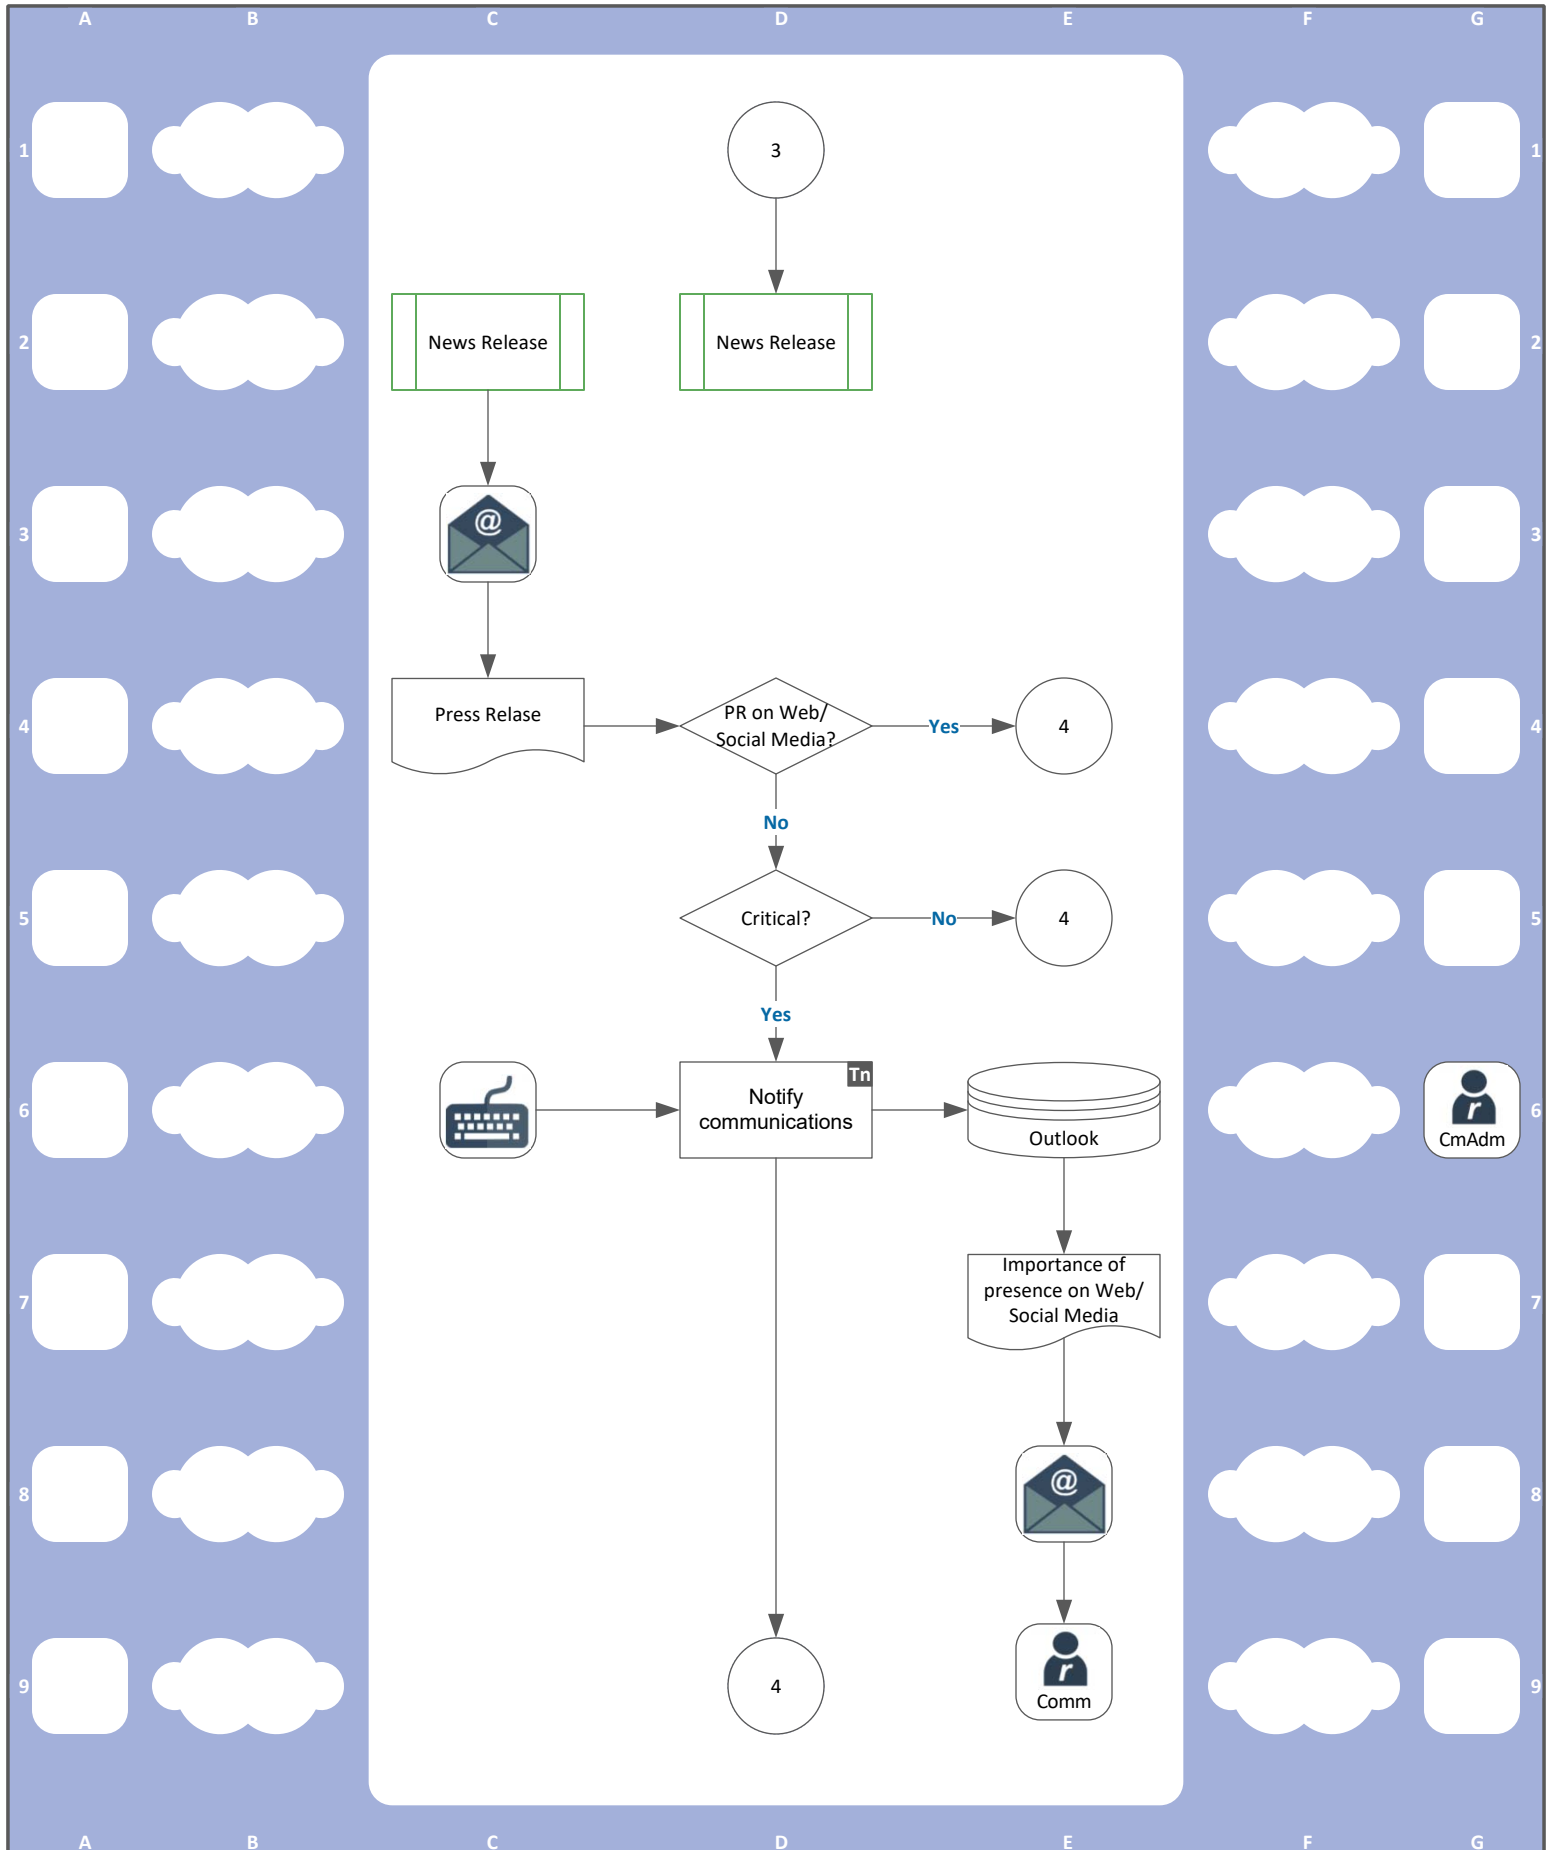 A B C D E F G
1 3 1
2 News Release News Release 2
3 @ 3
4 Press Relase PR on Web/
Social Media? Yes 4 4
No
5 Critical? No 4 5
Yes
6 Notify
communications Tn Outlook r
CmAdm 6
7 Importance of
presence on Web/
Social Media 7
8 @ 8
9 4 r
Comm 9
A B C D E F G